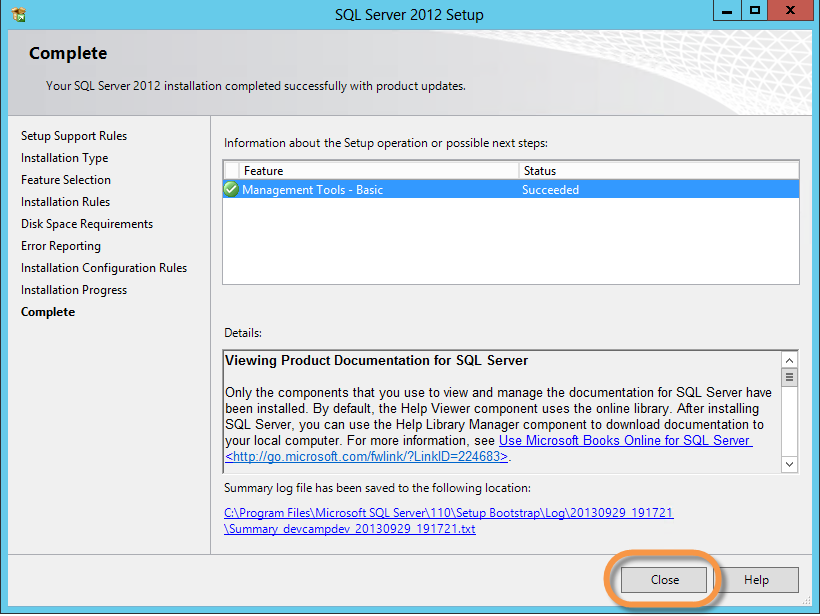 SQL Server 2012 Setup
Complete
Your SQL Server 2012 installation completed successfully with product updates.
Setup Support Rules
Installation Type
Feature Selection
Installation Rules
Disk Space Requirements
Error Reporting
Installation Configuration Rules
Installation Progress
Complete
Information about the Setup operation or possible next steps:
Feature Status
Management Tools - Basic Succeeded
Details:
Viewing Product Documentation for SQL Server
Only the components that you use to view and manage the documentation for SQL Server have
been installed. By default, the Help Viewer component uses the online library. After installing
SQL Server, you can use the Help Library Manager component to download documentation to
your local computer. For more information, see Use Microsoft Books Online for SQL Server
<http://go.microsoft.com/fwlink/?LinkID=224683>.
Summary log file has been saved to the following location:
C:\Program Files\Microsoft SQL Server\110\Setup Bootstrap\Log\20130929_191721
\Summary_devcampdev_20130929_191721.txt
Close Help